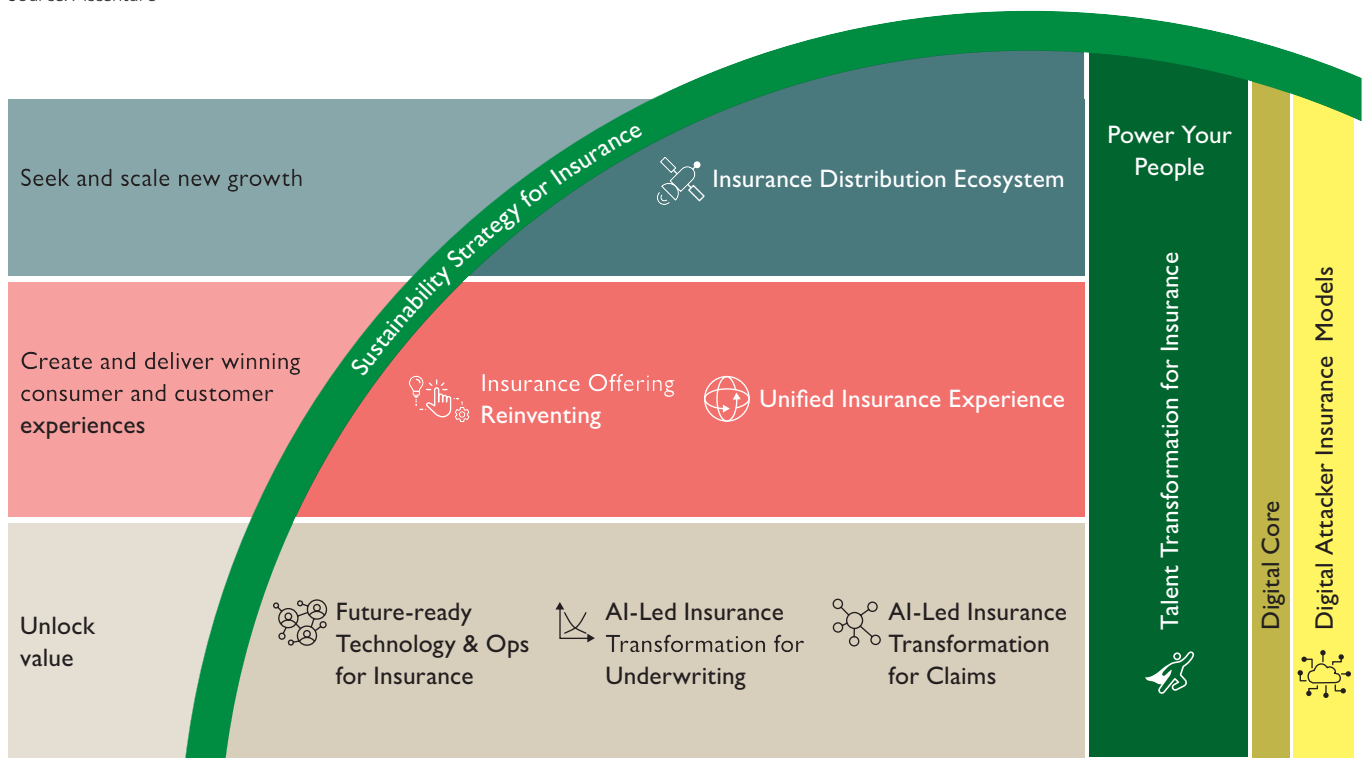 Seek and scale new growth
Sustainability Strategy for Insurance
Insurance Distribution Ecosystem
Create and deliver winning
consumer and customer
experiences
Insurance Offering
Reinventing
Unified Insurance Experience
Unlock
value
Future-ready
Technology & Ops
for Insurance
AI-Led Insurance
Transformation for
Underwriting
AI-Led Insurance
Transformation
for Claims
Power Your
People
Talent Transformation for Insurance
Digital Core
Digital Attacker Insurance Models